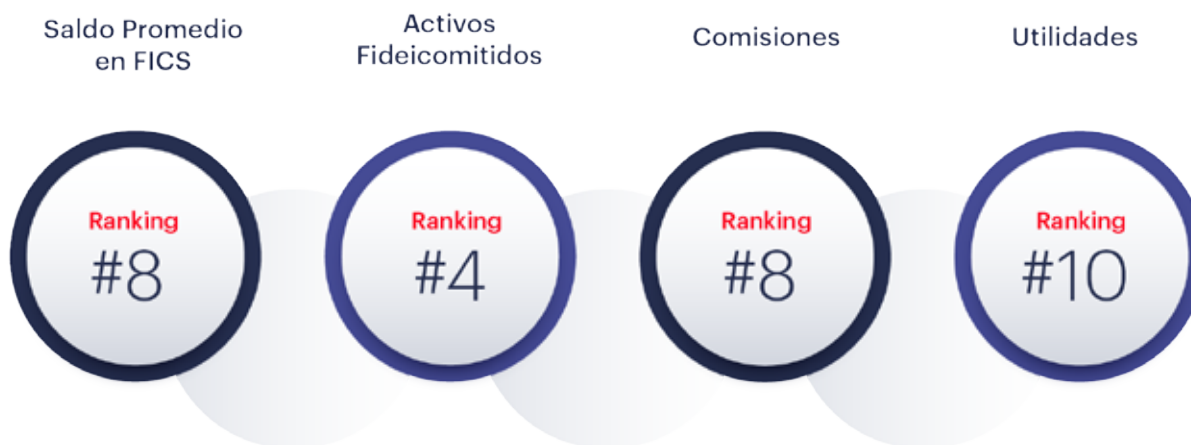 Saldo Promedio
en FICS
Activos
Fideicomitidos
Comisiones
Utilidades
Ranking
#8
Ranking
#4
Ranking
#8
Ranking
#10